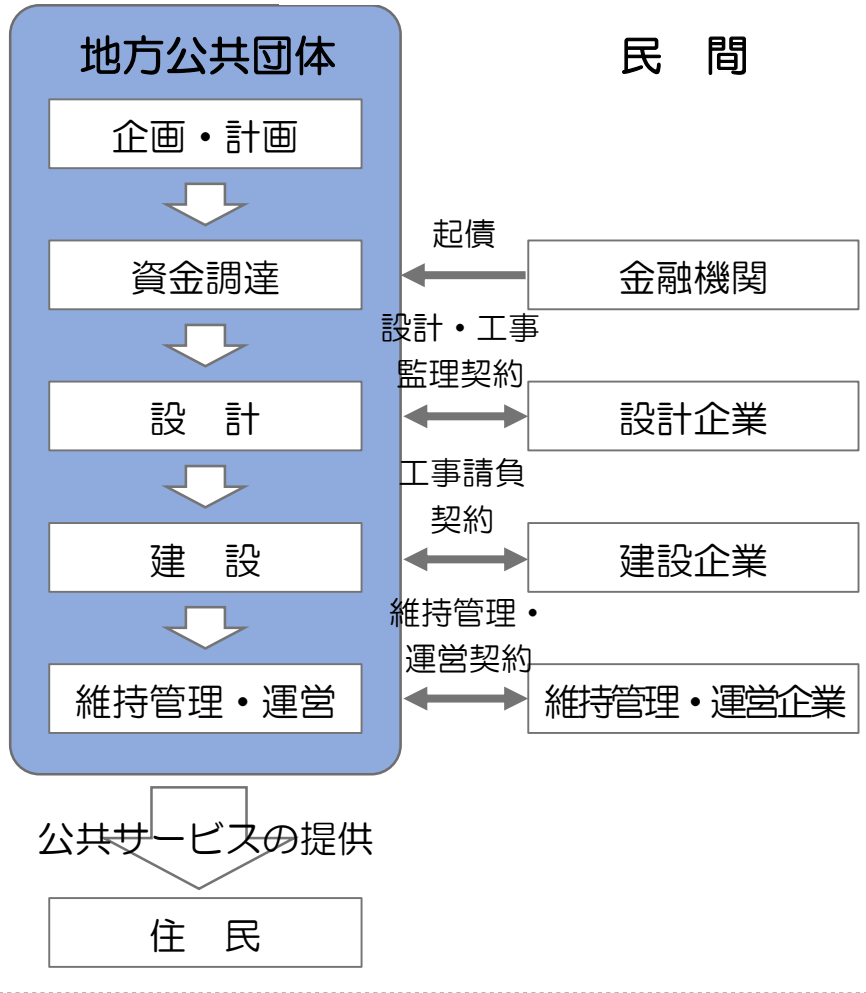 地方公共団体
民　間
企画・計画
起債
資金調達
金融機関
設計・工事
監理契約
設　計
設計企業
工事請負
契約
建　設
建設企業
維持管理・
運営契約
維持管理・運営
維持管理・運営企業
公共サービスの提供
住　民